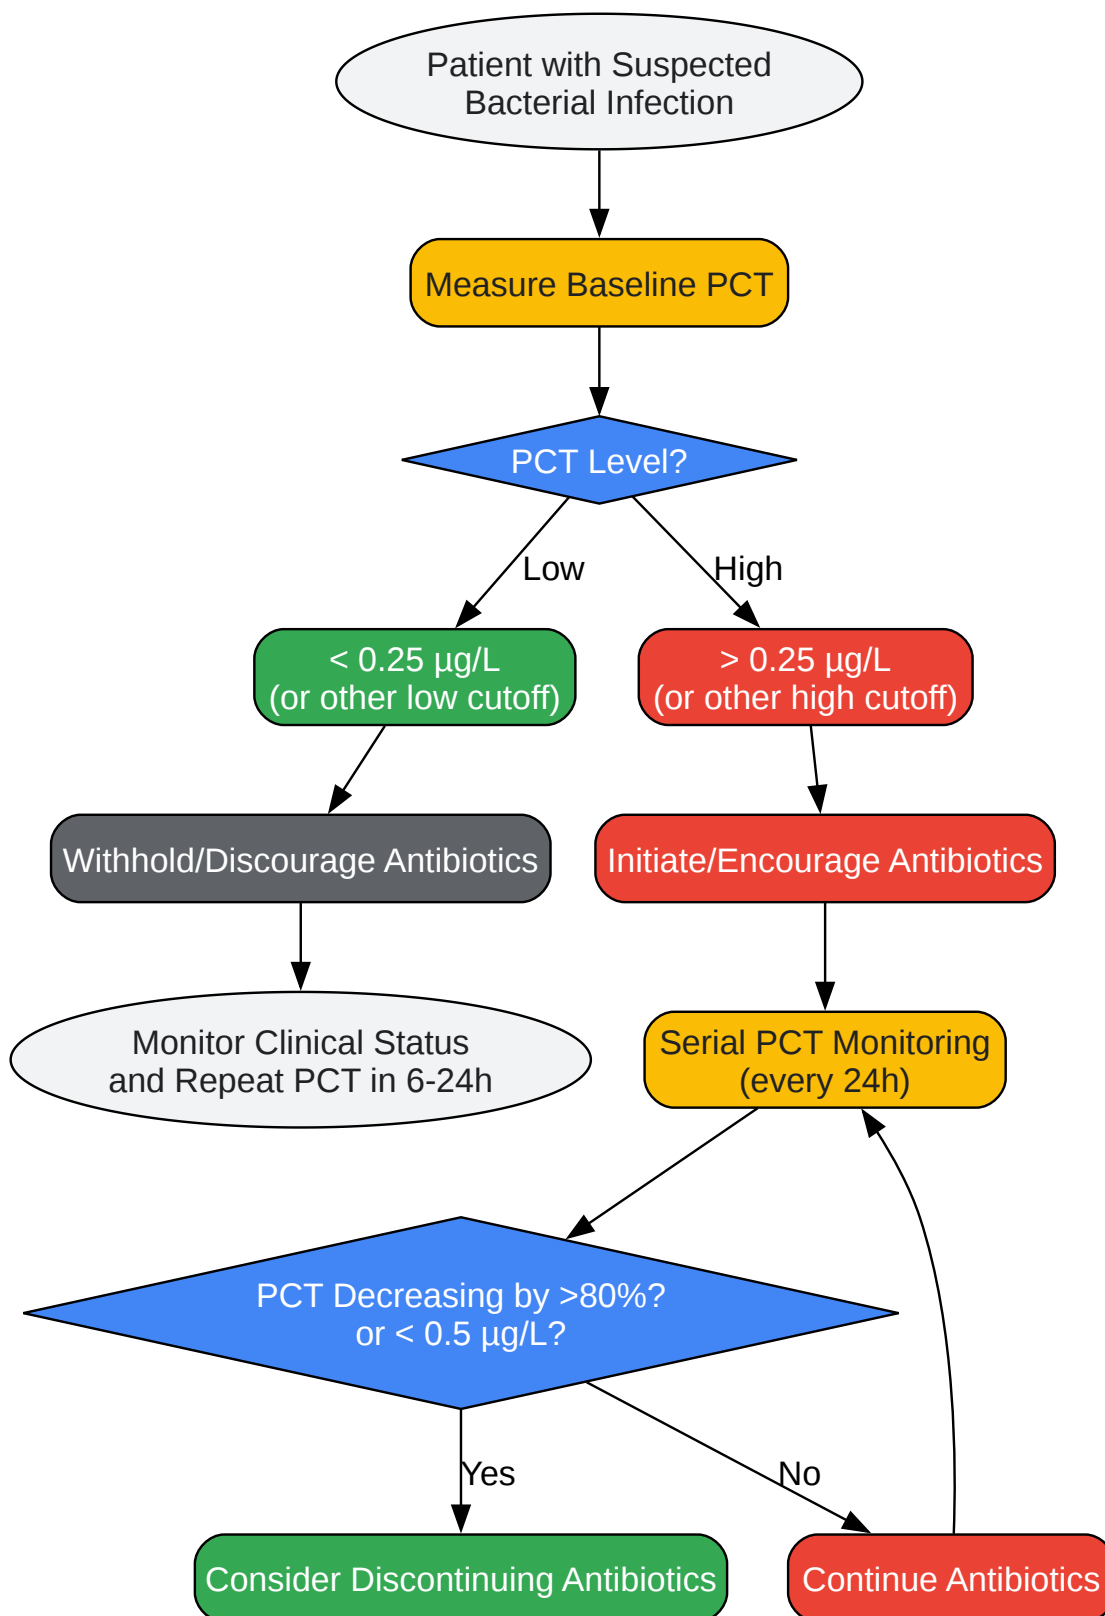 Patient with Suspected
Bacterial Infection
Measure Baseline PCT
PCT Level?
Low
High
< 0.25 µg/L
(or other low cutoff)
> 0.25 µg/L
(or other high cutoff)
Withhold/Discourage Antibiotics
Initiate/Encourage Antibiotics
Monitor Clinical Status
and Repeat PCT in 6-24h
Serial PCT Monitoring
(every 24h)
PCT Decreasing by >80%?
or < 0.5 µg/L?
Yes
No
Consider Discontinuing Antibiotics
Continue Antibiotics